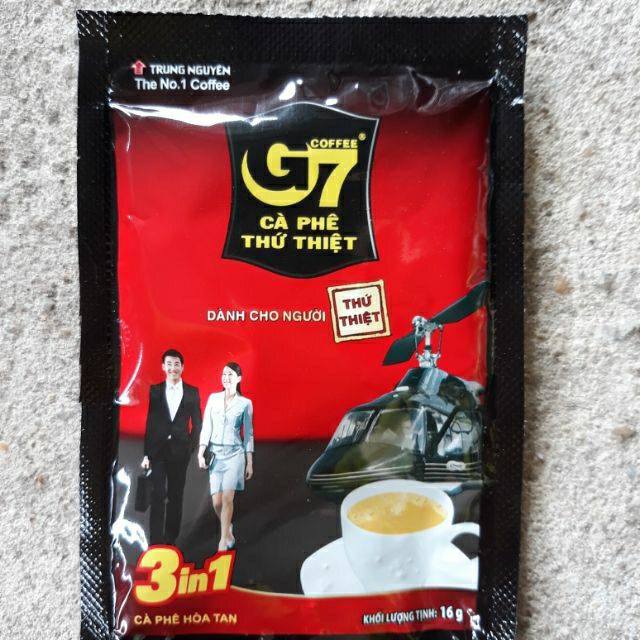 TRUNG NGUYÊN
The No.1 Coffee
COFFEE
G7
CÀ PHÊ
THỨ THIỆT
DÀNH CHO NGƯỜI
THỨ
THIỆT
3in1
CÀ PHÊ HÒA TAN
KHỐI LƯỢNG TỊNH: 16 g